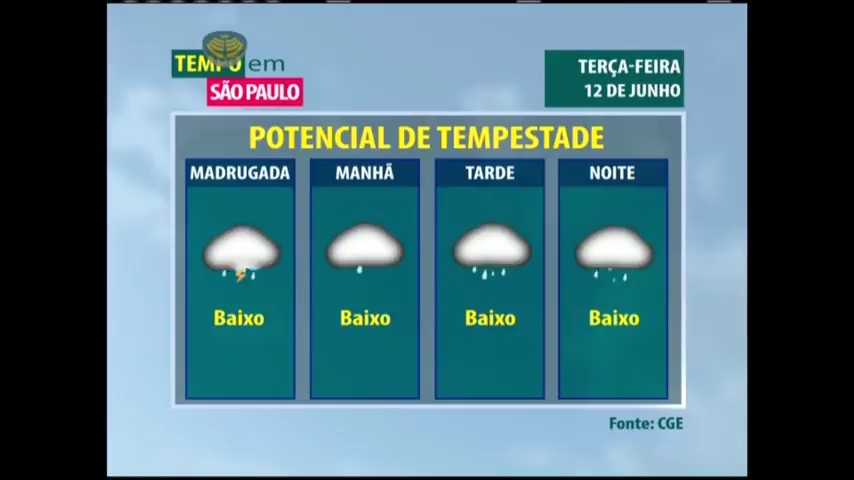 TEMPO em
SÃO PAULO
TERÇA-FEIRA
12 DE JUNHO
POTENCIAL DE TEMPESTADE
MADRUGADA
MANHÃ
TARDE
NOITE
Baixo
Baixo
Baixo
Baixo
Fonte: CGE